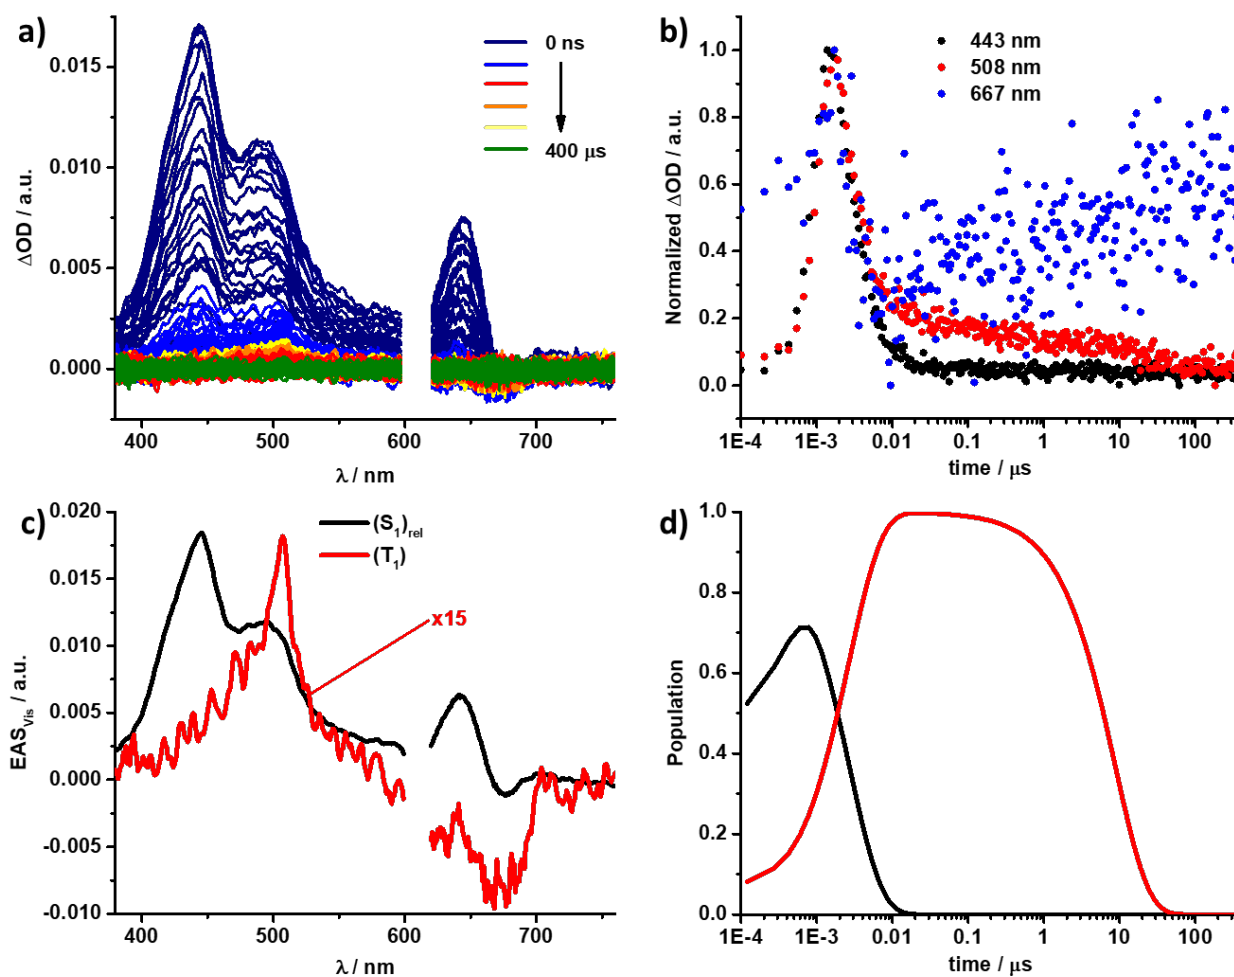 a)
0.015
0.010
0.005
0.000
ΔOD / a.u.
0 ns
400 μs
400 500 600 700
λ / nm
b)
1.0
0.8
0.6
0.4
0.2
0.0
Normalized ΔOD / a.u.
443 nm
508 nm
667 nm
1E-4 1E-3 0.01 0.1 1 10 100
time / μs
c)
0.020
0.015
0.010
0.005
0.000
-0.005
-0.010
EAS_Vis / a.u.
(S₁)rel
(T₁)
x15
400 500 600 700
λ / nm
d)
1.0
0.8
0.6
0.4
0.2
0.0
Population
1E-4 1E-3 0.01 0.1 1 10 100
time / μs